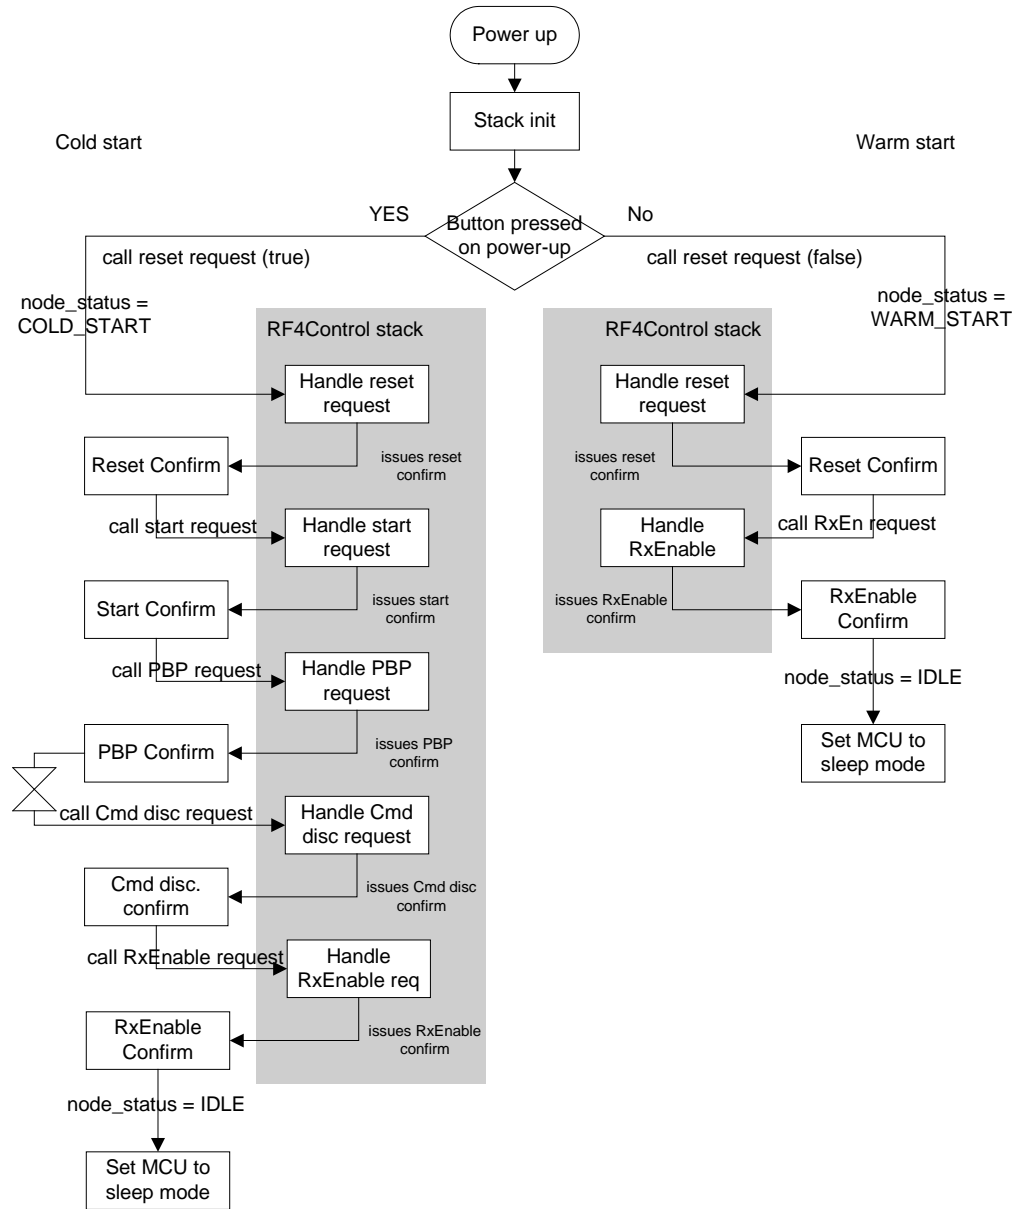 Power up
Stack init
Cold start
Warm start
YES
Button pressed
on power-up
No
call reset request (true)
call reset request (false)
node_status =
COLD_START
node_status =
WARM_START
RF4Control stack
RF4Control stack
Handle reset
request
Handle reset
request
Reset Confirm
issues reset
confirm
issues reset
confirm
Reset Confirm
call start request
Handle start
request
Handle
RxEnable
call RxEn request
Start Confirm
issues start
confirm
issues RxEnable
confirm
RxEnable
Confirm
call PBP request
Handle PBP
request
node_status = IDLE
PBP Confirm
issues PBP
confirm
Set MCU to
sleep mode
call Cmd disc request
Handle Cmd
disc request
Cmd disc.
confirm
issues Cmd disc
confirm
call RxEnable request
Handle
RxEnable req
RxEnable
Confirm
issues RxEnable
confirm
node_status = IDLE
Set MCU to
sleep mode